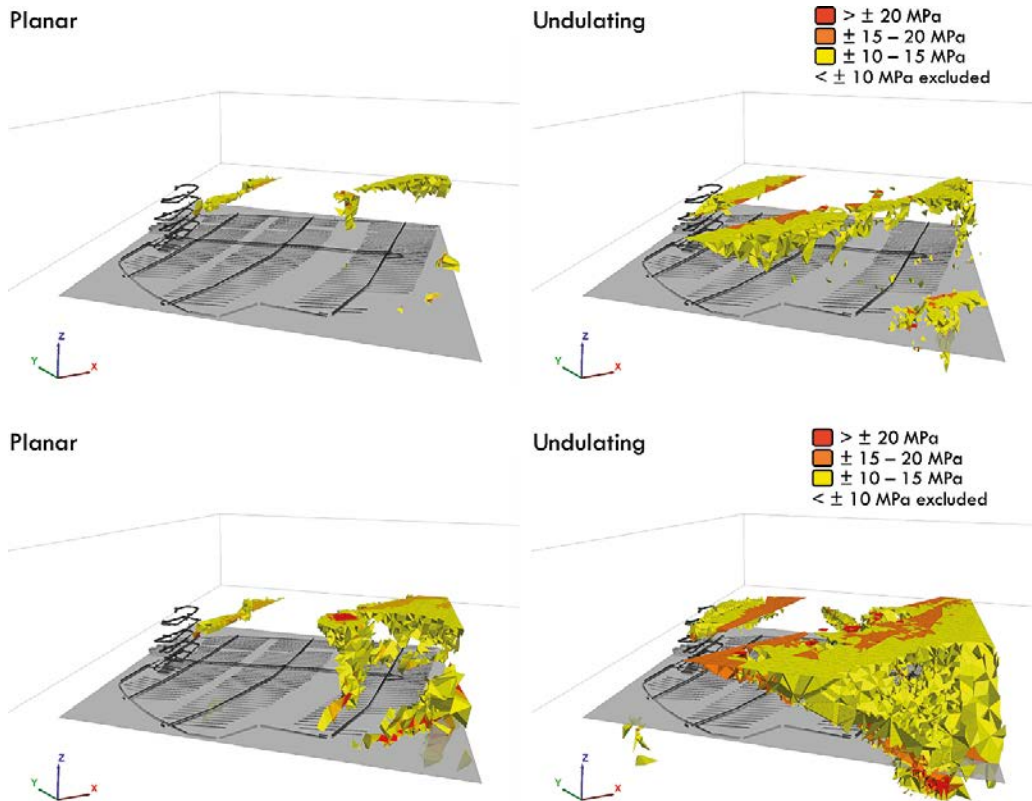 Planar
Undulating
> ± 20 MPa
± 15 – 20 MPa
± 10 – 15 MPa
< ± 10 MPa excluded
Z
Y
X
Z
Y
X
Planar
Undulating
> ± 20 MPa
± 15 – 20 MPa
± 10 – 15 MPa
< ± 10 MPa excluded
Z
Y
X
Z
Y
X